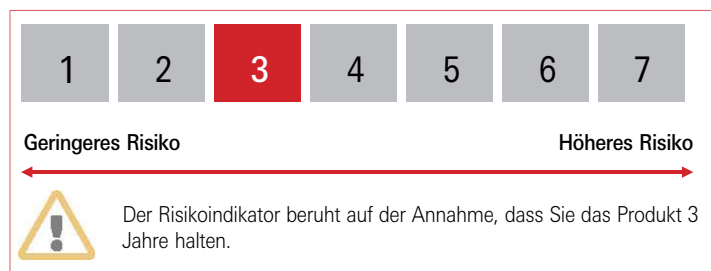 1 2 3 4 5 6 7
Geringeres Risiko Höheres Risiko
Der Risikoindikator beruht auf der Annahme, dass Sie das Produkt 3
Jahre halten.